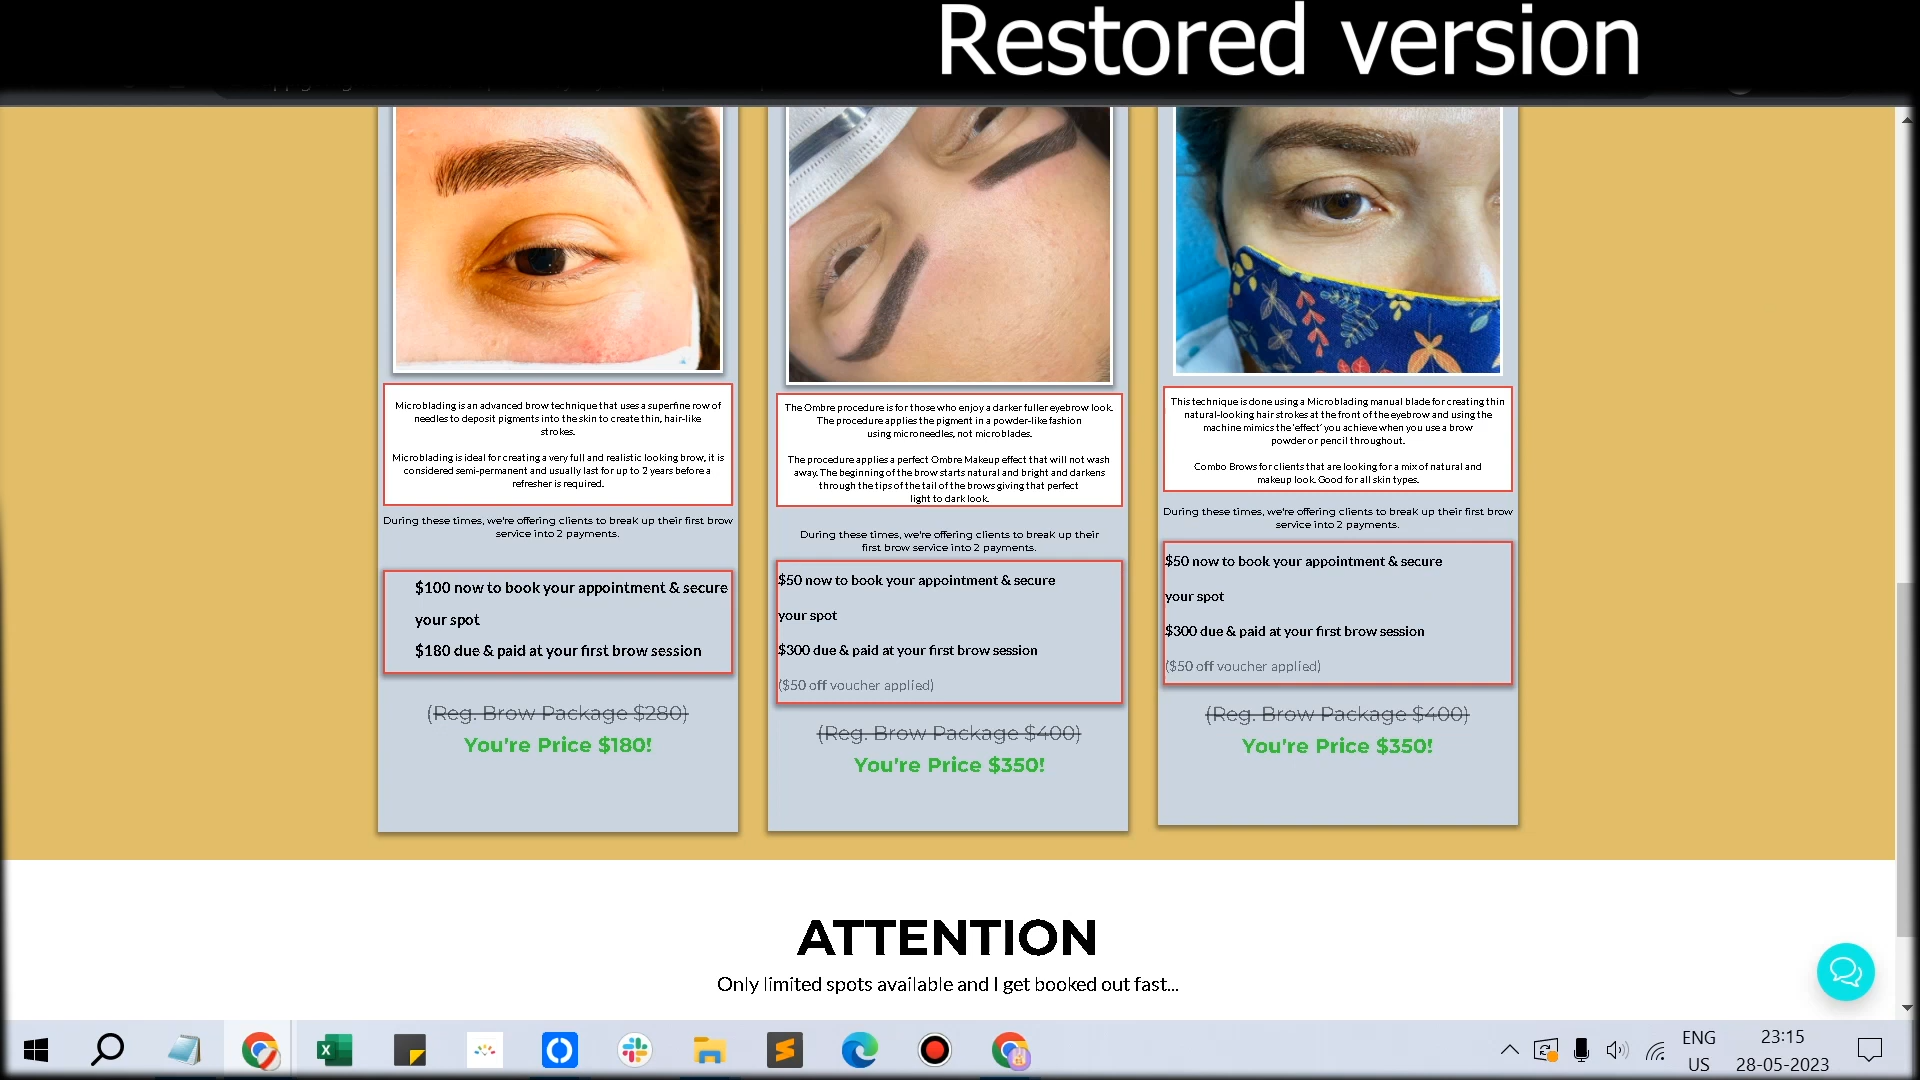 Restored version
Microblading is an advanced brow technique that uses a superfine row of
needles to deposit pigments into the skin to create thin, hair-like
strokes.
Microblading is ideal for creating a very full and realistic looking brow, it is
considered semi-permanent and usually last for up to 2 years before a
refresher is required.
During these times, we're offering clients to break up their first brow
service into 2 payments.
$100 now to book your appointment & secure
your spot
$180 due & paid at your first brow session
(Reg. Brow Package $280)
You're Price $180!
The Ombre procedure is for those who enjoy a darker fuller eyebrow look.
The procedure applies the pigment in a powder-like fashion
using microneedles, not microblades.
The procedure applies a perfect Ombre Makeup effect that will not wash
away. The beginning of the brow starts natural and bright and darkens
through the tips of the tail of the brows giving that perfect
light to dark look.
During these times, we're offering clients to break up their
first brow service into 2 payments.
$50 now to book your appointment & secure
your spot
$300 due & paid at your first brow session
($50 off voucher applied)
(Reg. Brow Package $400)
You're Price $350!
This technique is done using a Microblading manual blade for creating thin
natural-looking hair strokes at the front of the eyebrow and using the
machine mimics the 'effect' you achieve when you use a brow
powder or pencil throughout.
Combo Brows for clients that are looking for a mix of natural and
makeup look. Good for all skin types.
During these times, we're offering clients to break up their first brow
service into 2 payments.
$50 now to book your appointment & secure
your spot
$300 due & paid at your first brow session
($50 off voucher applied)
(Reg. Brow Package $400)
You're Price $350!
ATTENTION
Only limited spots available and I get booked out fast...
ENG
US
23:15
28-05-2023